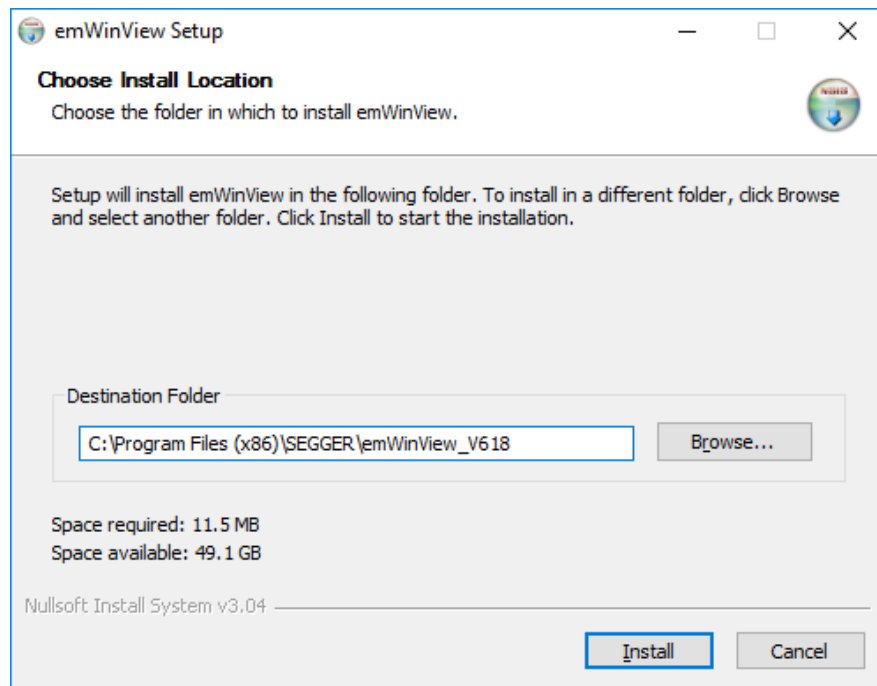 emWinView Setup
Choose Install Location
Choose the folder in which to install emWinView.
Setup will install emWinView in the following folder. To install in a different folder, click Browse
and select another folder. Click Install to start the installation.
Destination Folder
C:\Program Files (x86)\SEGGER\emWinView_V618
Browse...
Space required: 11.5 MB
Space available: 49.1 GB
Nullsoft Install System v3.04
Install
Cancel